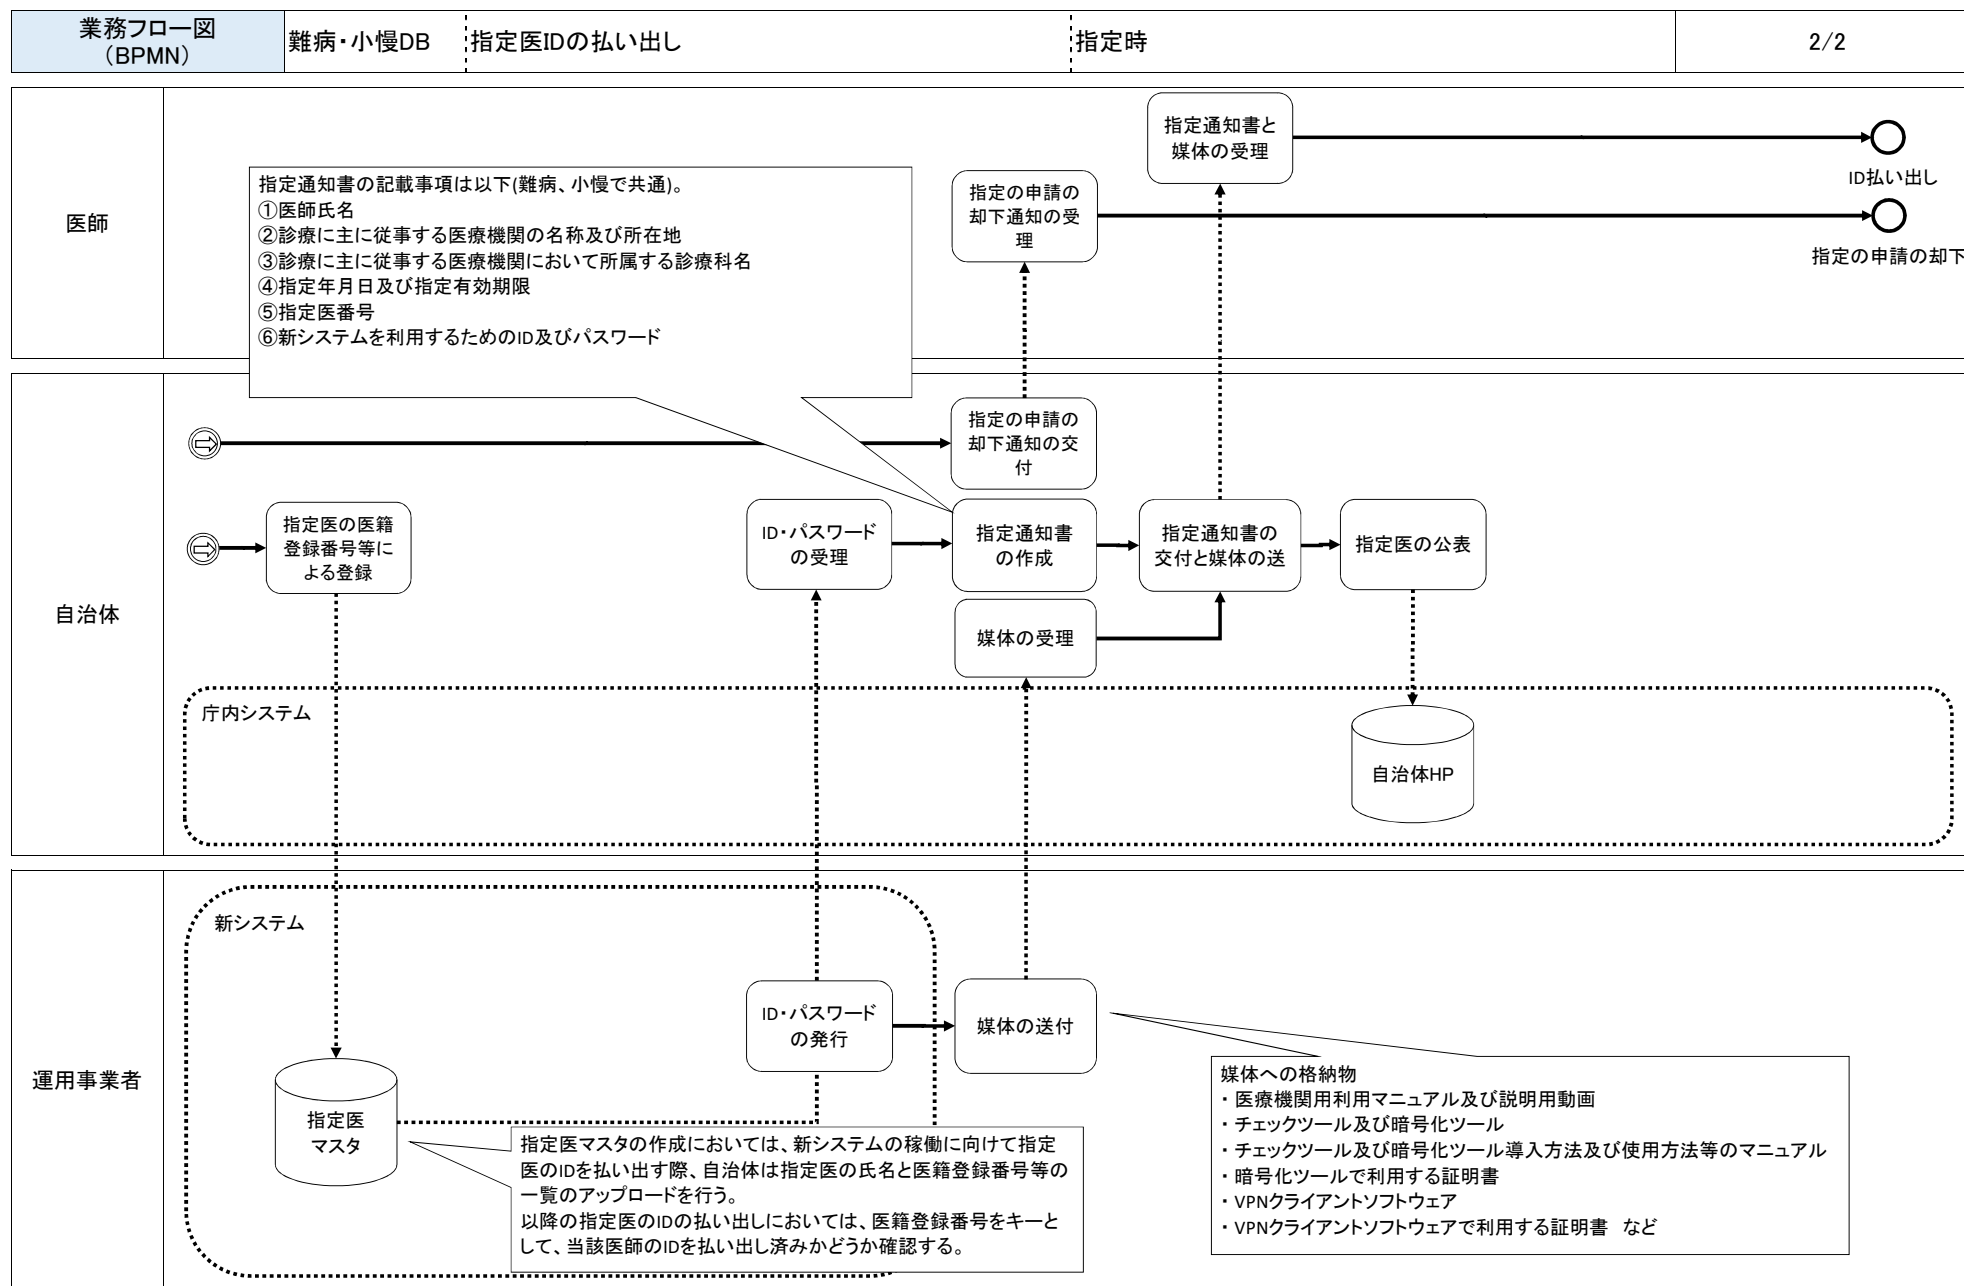 業務フロー図
（BPMN）
難病・小慢DB
指定医IDの払い出し
指定時
2/2
医師
指定通知書と
媒体の受理
ID払い出し
指定の申請の
却下通知の受
理
指定の申請の却下
指定通知書の記載事項は以下(難病、小慢で共通)。
①医師氏名
②診療に主に従事する医療機関の名称及び所在地
③診療に主に従事する医療機関において所属する診療科名
④指定年月日及び指定有効期限
⑤指定医番号
⑥新システムを利用するためのID及びパスワード
自治体
指定の申請の
却下通知の交
付
指定医の医籍
登録番号等に
よる登録
ID・パスワード
の受理
指定通知書
の作成
指定通知書の
交付と媒体の送
指定医の公表
媒体の受理
庁内システム
自治体HP
運用事業者
新システム
ID・パスワード
の発行
媒体の送付
指定医
マスタ
指定医マスタの作成においては、新システムの稼働に向けて指定
医のIDを払い出す際、自治体は指定医の氏名と医籍登録番号等の
一覧のアップロードを行う。
以降の指定医のIDの払い出しにおいては、医籍登録番号をキーと
して、当該医師のIDを払い出し済みかどうか確認する。
媒体への格納物
・ 医療機関用利用マニュアル及び説明用動画
・ チェックツール及び暗号化ツール
・ チェックツール及び暗号化ツール導入方法及び使用方法等のマニュアル
・ 暗号化ツールで利用する証明書
・ VPNクライアントソフトウェア
・ VPNクライアントソフトウェアで利用する証明書　など